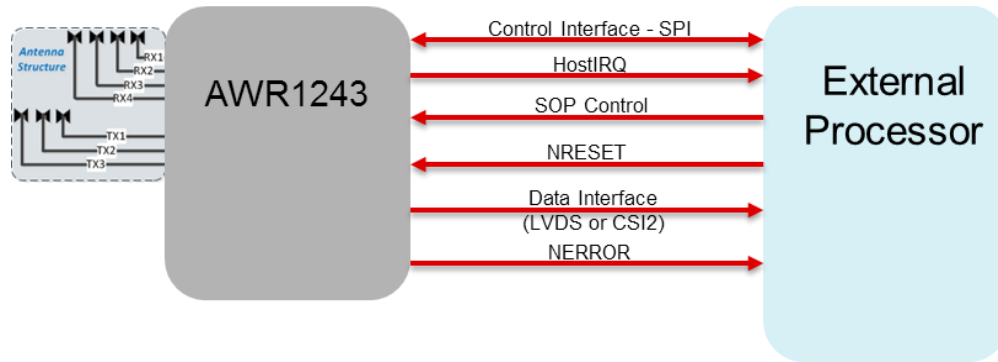 Antenna
Structure
RX1
RX2
RX3
RX4
TX1
TX2
TX3
AWR1243
Control Interface - SPI
HostIRQ
SOP Control
NRESET
Data Interface
(LVDS or CSI2)
NERROR
External
Processor